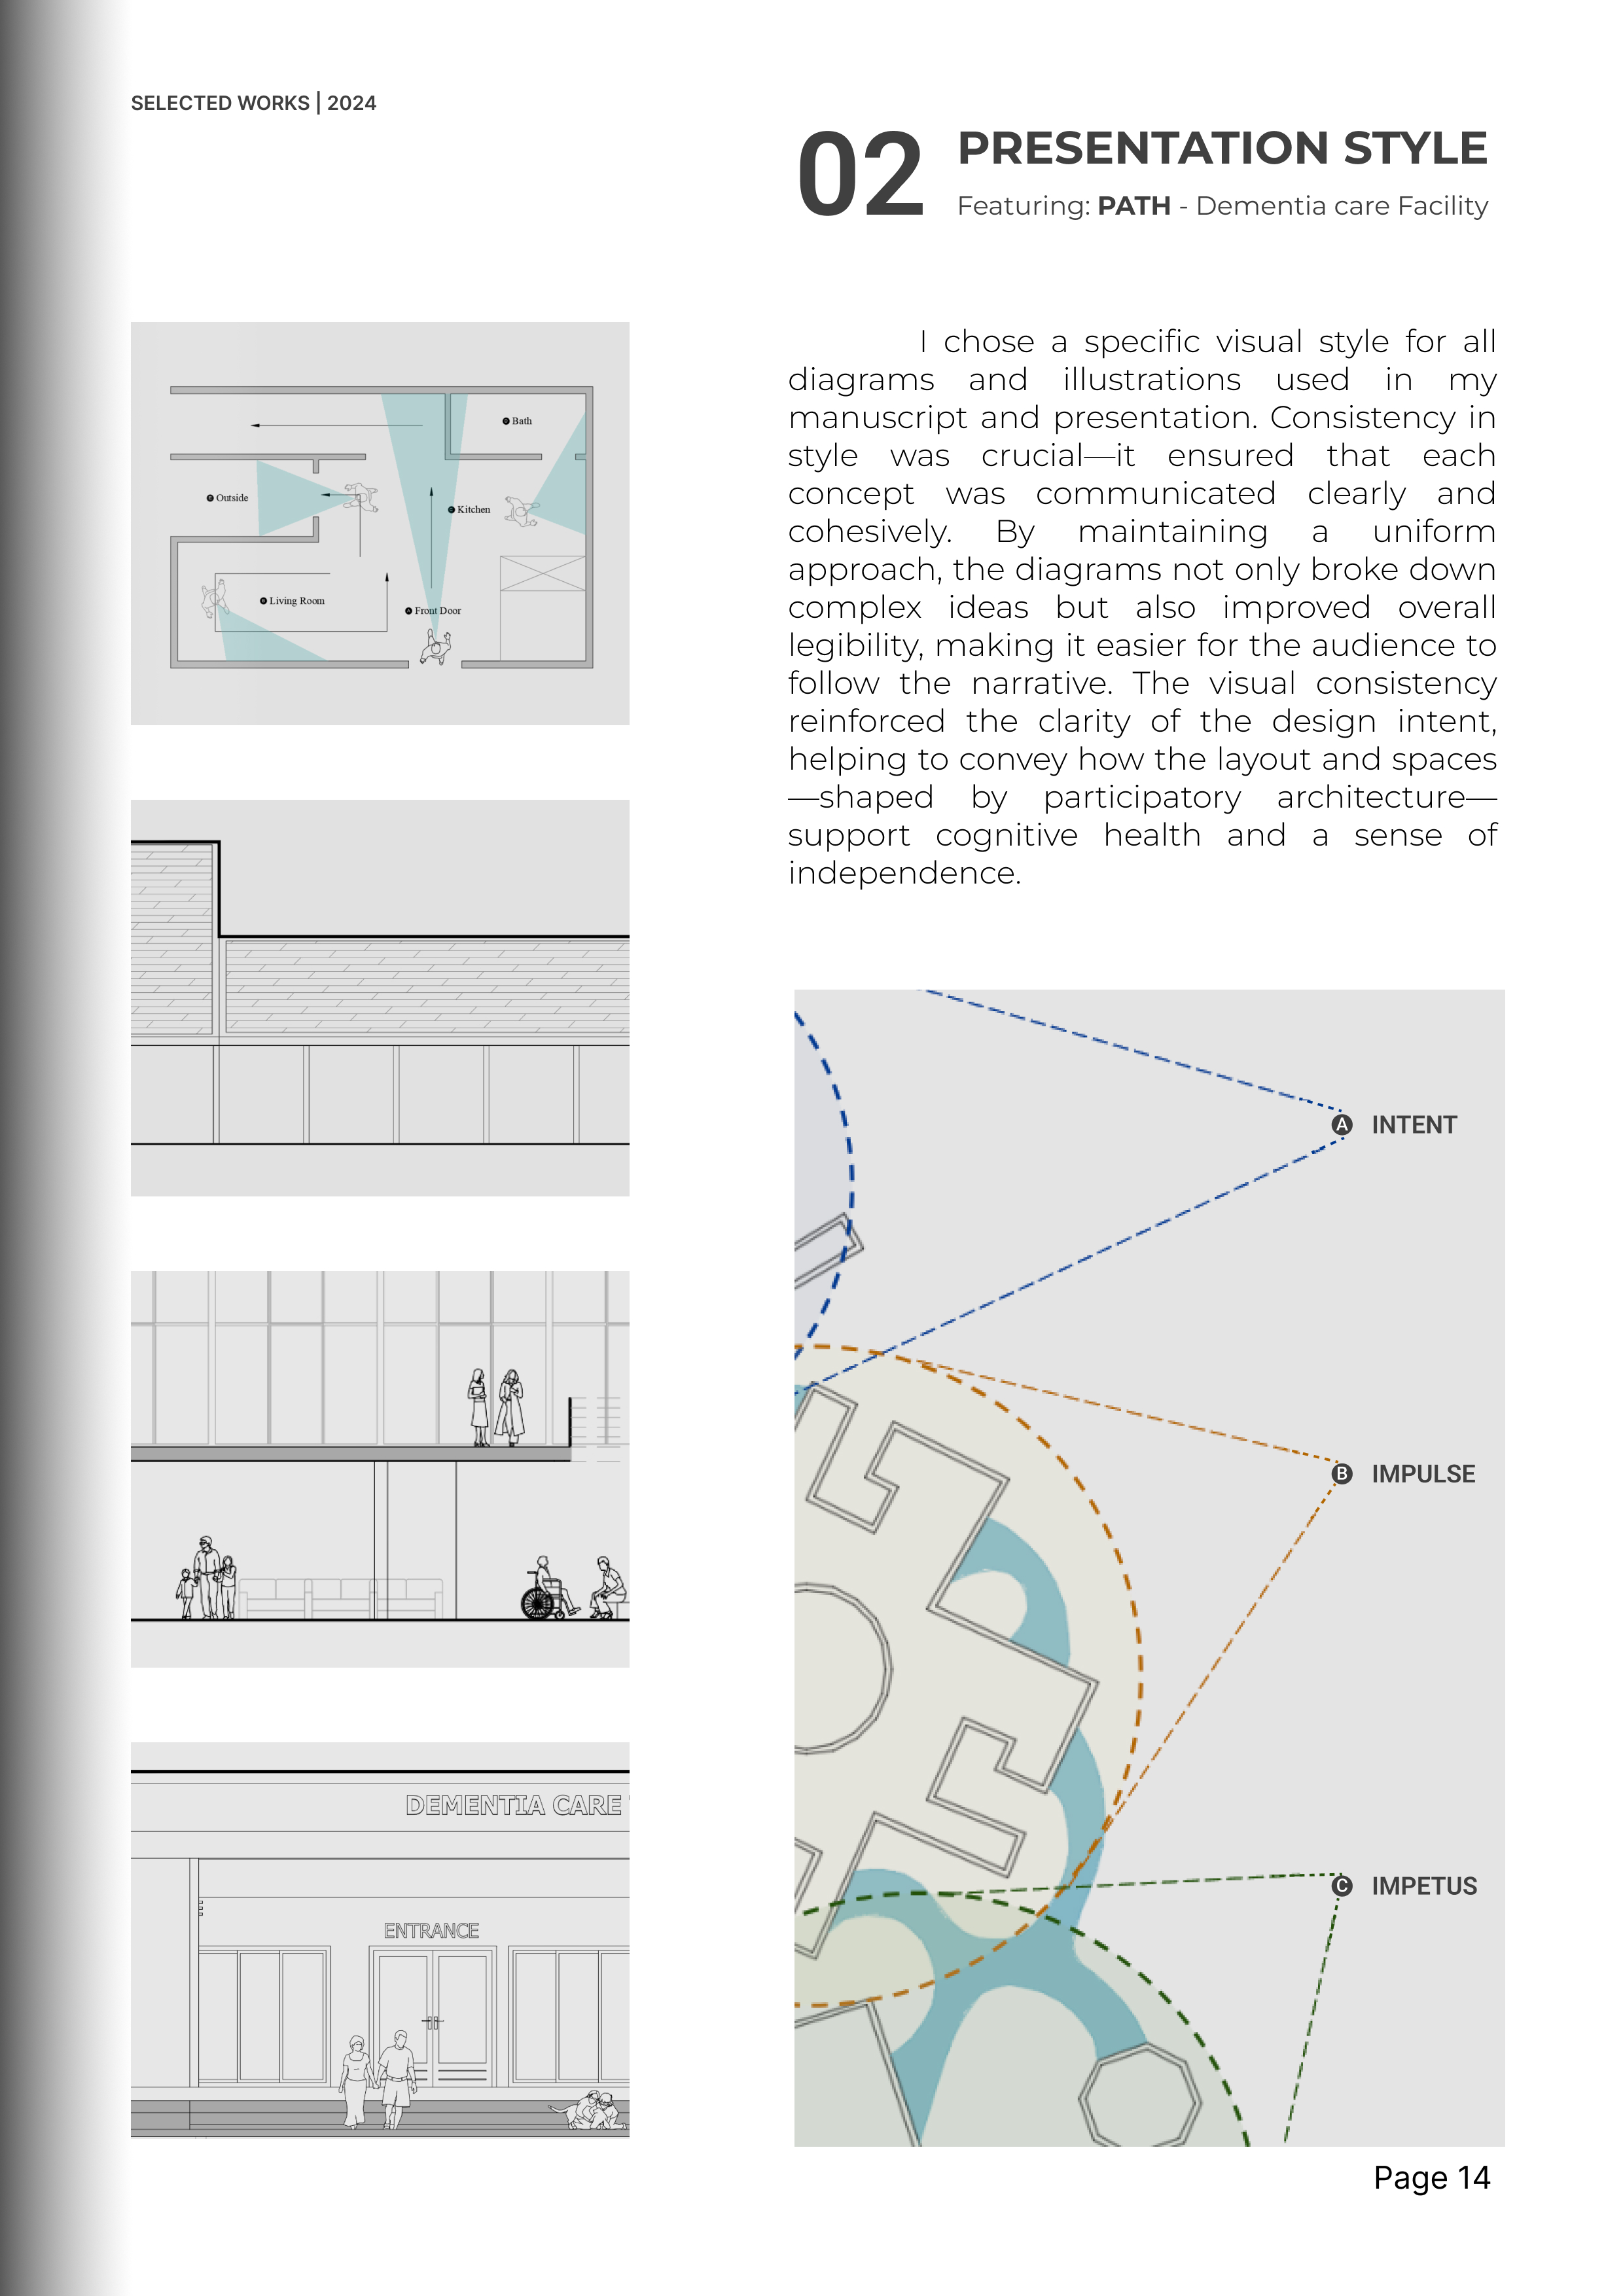 SELECTED WORKS | 2024
02
PRESENTATION STYLE
Featuring: PATH - Dementia care Facility
I chose a specific visual style for all
diagrams and illustrations used in my
manuscript and presentation. Consistency in
style was crucial—it ensured that each
concept was communicated clearly and
cohesively. By maintaining a uniform
approach, the diagrams not only broke down
complex ideas but also improved overall
legibility, making it easier for the audience to
follow the narrative. The visual consistency
reinforced the clarity of the design intent,
helping to convey how the layout and spaces
—shaped by participatory architecture—
support cognitive health and a sense of
independence.
Bath
Outside
Kitchen
Living Room
Front Door
DEMENTIA CARE
ENTRANCE
A INTENT
B IMPULSE
C IMPETUS
Page 14